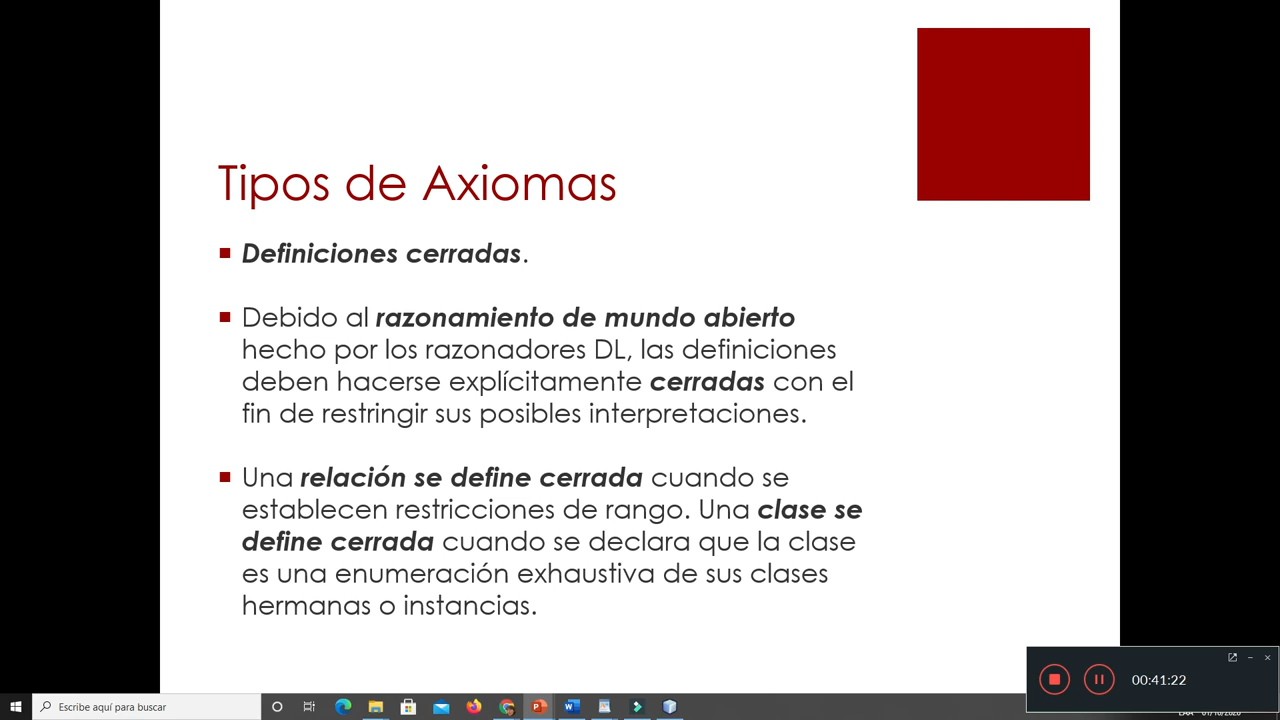 Tipos de Axiomas
Definiciones cerradas.
Debido al razonamiento de mundo abierto
hecho por los razonadores DL, las definiciones
deben hacerse explícitamente cerradas con el
fin de restringir sus posibles interpretaciones.
Una relación se define cerrada cuando se
establecen restricciones de rango. Una clase se
define cerrada cuando se declara que la clase
es una enumeración exhaustiva de sus clases
hermanas o instancias.
00:41:22
Escribe aquí para buscar